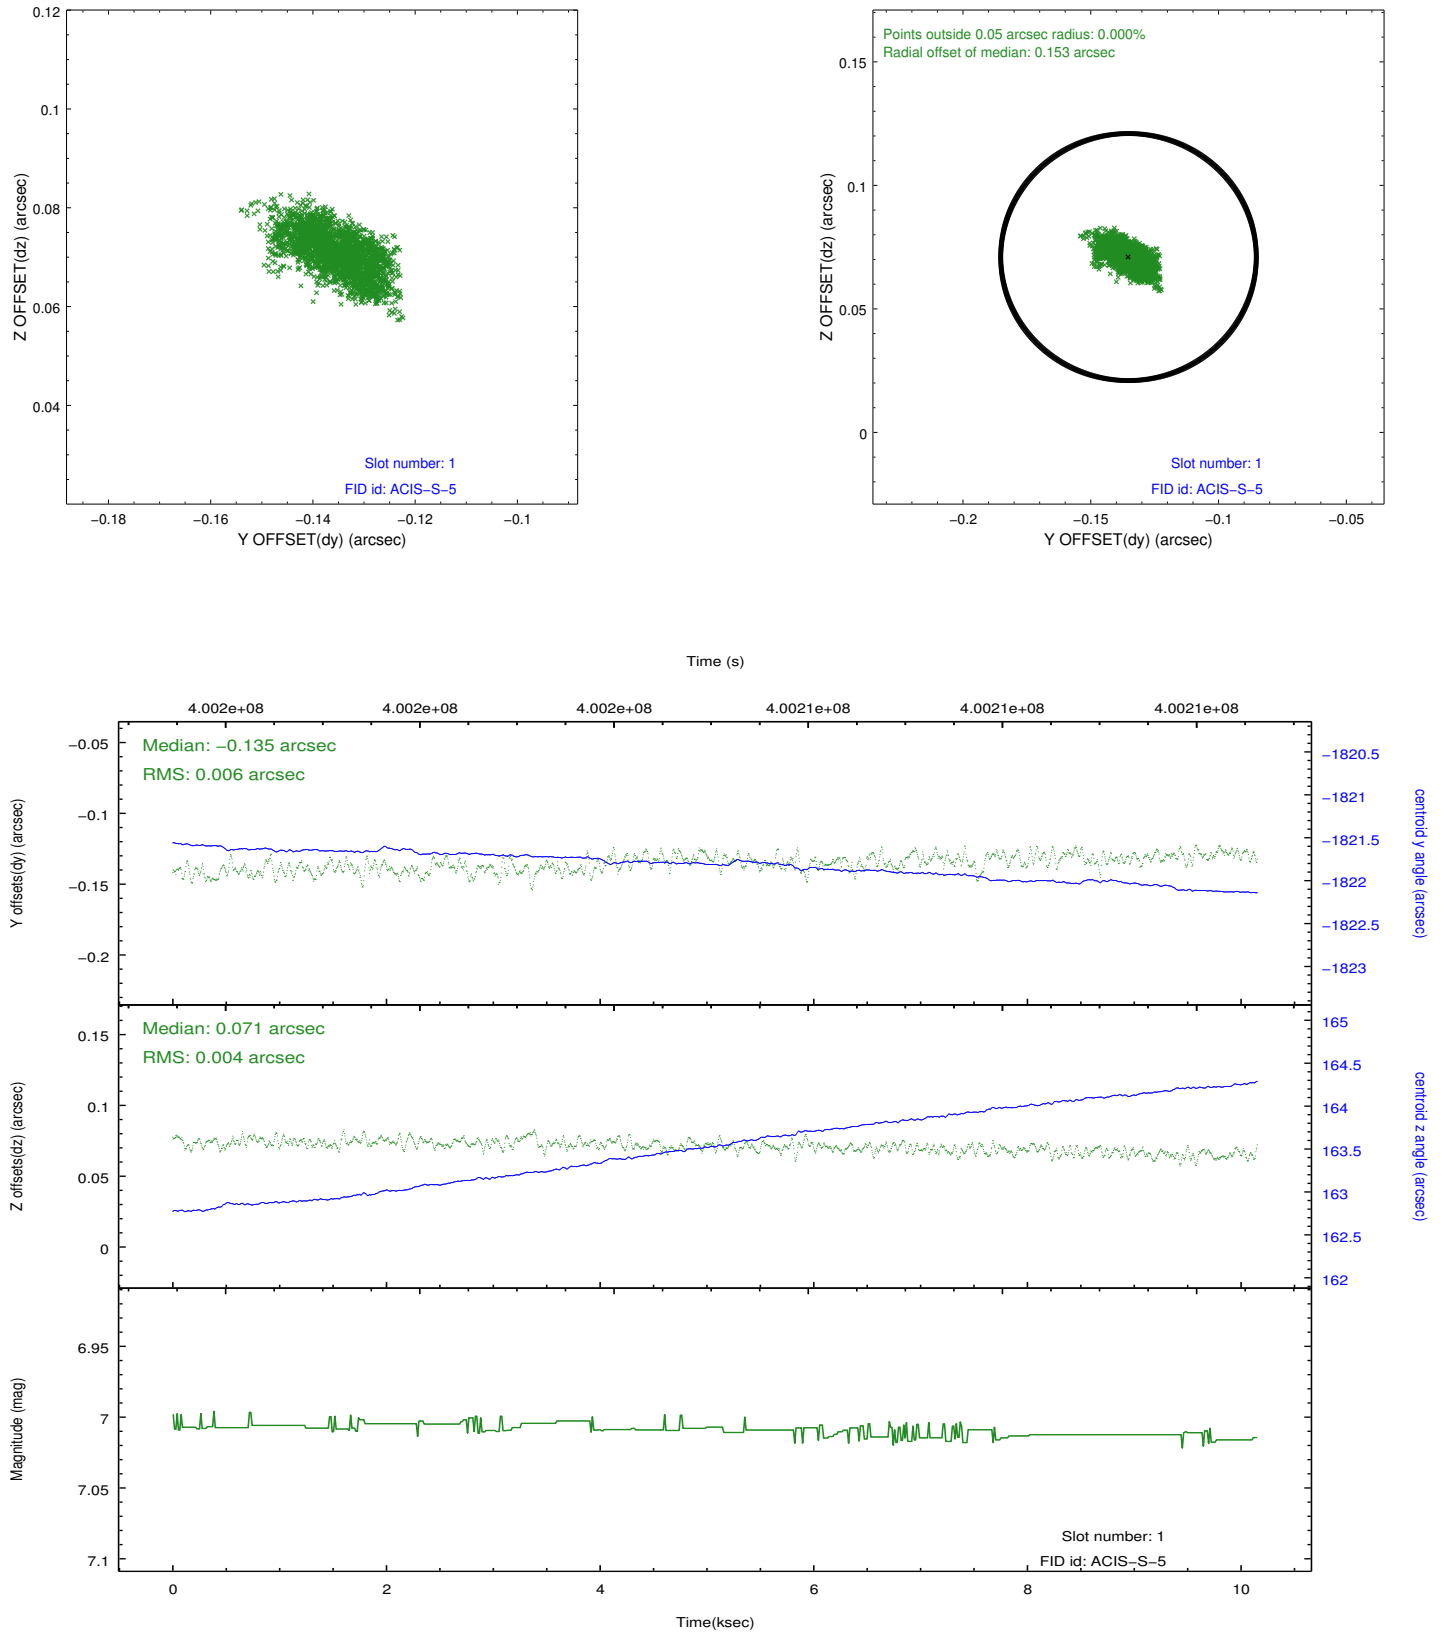 0.12
0.1
0.08
0.06
0.04
Z OFFSET(dz) (arcsec)
Slot number: 1
FID id: ACIS−S−5
−0.18
−0.16
−0.14
−0.12
−0.1
Y OFFSET(dy) (arcsec)
Points outside 0.05 arcsec radius: 0.000%
Radial offset of median: 0.153 arcsec
0.15
0.1
0.05
0
Z OFFSET(dz) (arcsec)
Slot number: 1
FID id: ACIS−S−5
−0.2
−0.15
−0.1
−0.05
Y OFFSET(dy) (arcsec)
Time (s)
4.002e+08
4.002e+08
4.002e+08
4.0021e+08
4.0021e+08
4.0021e+08
Median: −0.135 arcsec
RMS: 0.006 arcsec
−0.05
−0.1
−0.15
−0.2
Y offsets(dy) (arcsec)
−1820.5
−1821
−1821.5
−1822
−1822.5
−1823
centroid y angle (arcsec)
Median: 0.071 arcsec
RMS: 0.004 arcsec
0.15
0.1
0.05
0
Z offsets(dz) (arcsec)
165
164.5
164
163.5
163
162.5
162
centroid z angle (arcsec)
6.95
7
7.05
7.1
Magnitude (mag)
Slot number: 1
FID id: ACIS−S−5
0
2
4
6
8
10
Time(ksec)